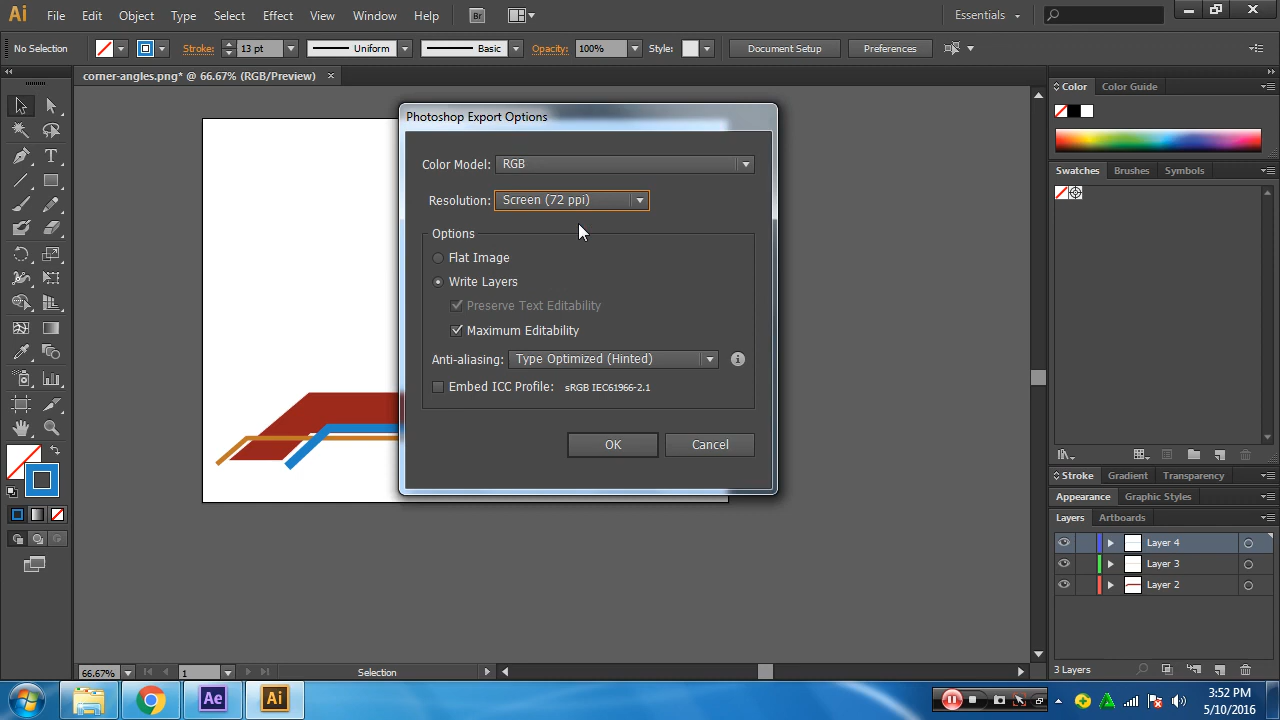 Ai File Edit Object Type Select Effect View Window Help Br Essentials
No Selection Stroke: 13 pt Uniform Basic Opacity: 100% Style: Document Setup Preferences
corner-angles.png* @ 66.67% (RGB/Preview)
Color Color Guide
Swatches Brushes Symbols
Photoshop Export Options
Color Model: RGB
Resolution: Screen (72 ppi)
Options
Flat Image
Write Layers
Preserve Text Editability
Maximum Editability
Anti-aliasing: Type Optimized (Hinted)
Embed ICC Profile: sRGB IEC61966-2.1
OK Cancel
Stroke Gradient Transparency
Appearance Graphic Styles
Layers Artboards
Layer 4
Layer 3
Layer 2
3 Layers
66.67% 1 Selection
Ae Ai
3:52 PM
5/10/2016